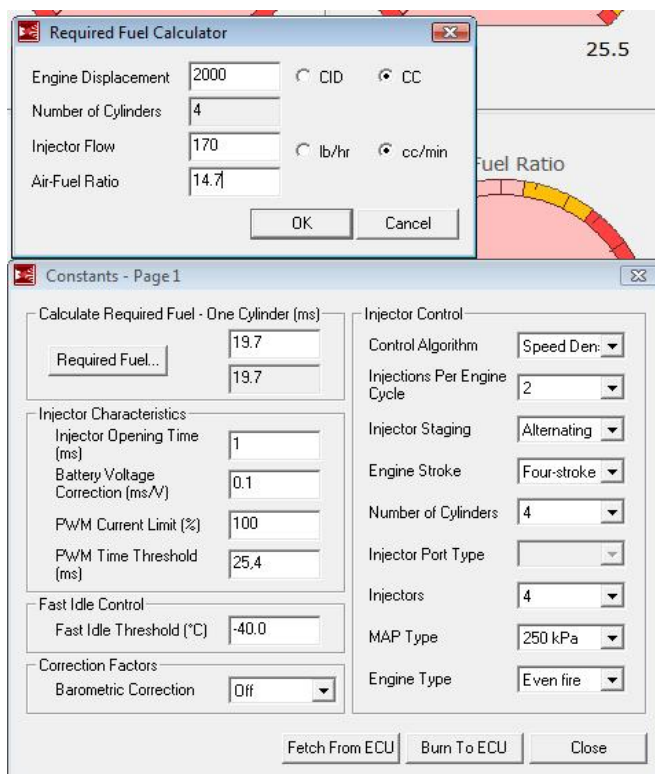 Required Fuel Calculator
25.5
Engine Displacement 2000 CID CC
Number of Cylinders 4
Injector Flow 170 lb/hr cc/min
Air-Fuel Ratio 14.7
OK Cancel
Fuel Ratio
Constants - Page 1
Calculate Required Fuel - One Cylinder (ms)
Required Fuel... 19.7
19.7
Injector Characteristics
Injector Opening Time
(ms) 1
Battery Voltage
Correction (ms/V) 0.1
PWM Current Limit (%) 100
PWM Time Threshold
(ms) 25,4
Fast Idle Control
Fast Idle Threshold (°C) -40.0
Correction Factors
Barometric Correction Off
Injector Control
Control Algorithm Speed Den:
Injections Per Engine
Cycle 2
Injector Staging Alternating
Engine Stroke Four-stroke
Number of Cylinders 4
Injector Port Type
Injectors 4
MAP Type 250 kPa
Engine Type Even fire
Fetch From ECU Burn To ECU Close